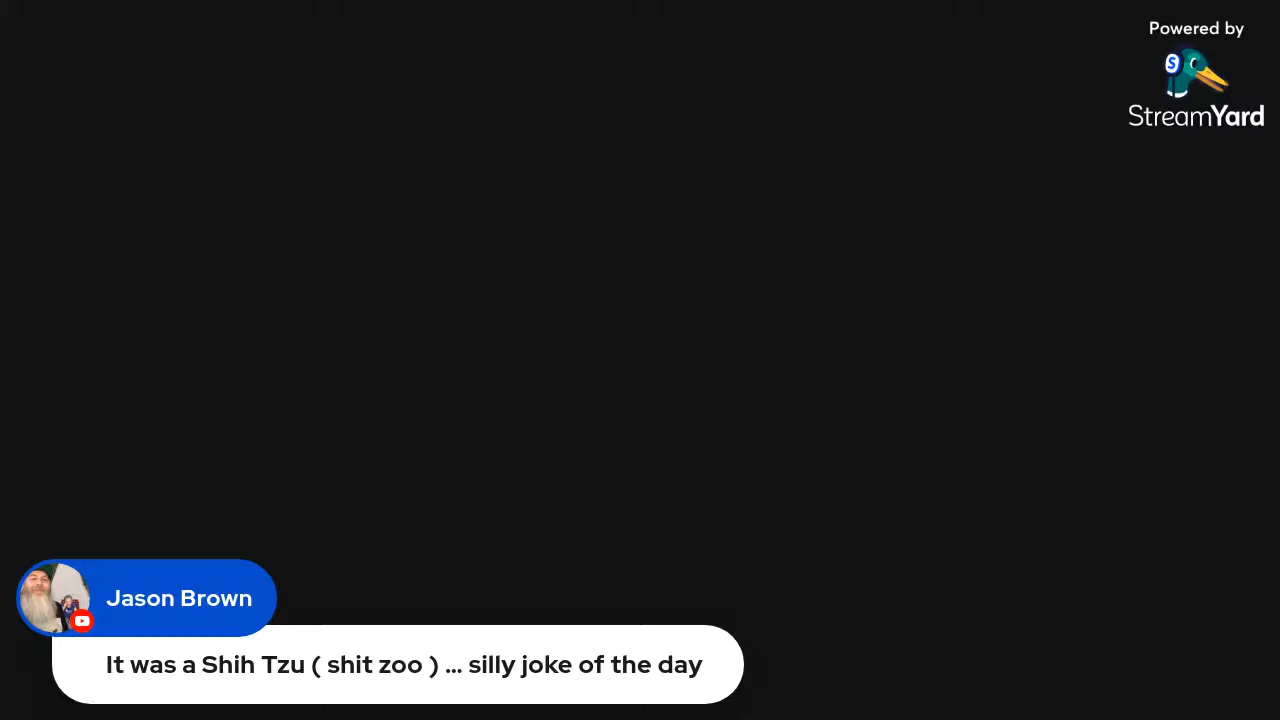 Powered by
S
StreamYard
Jason Brown
It was a Shih Tzu ( shit zoo ) ... silly joke of the day